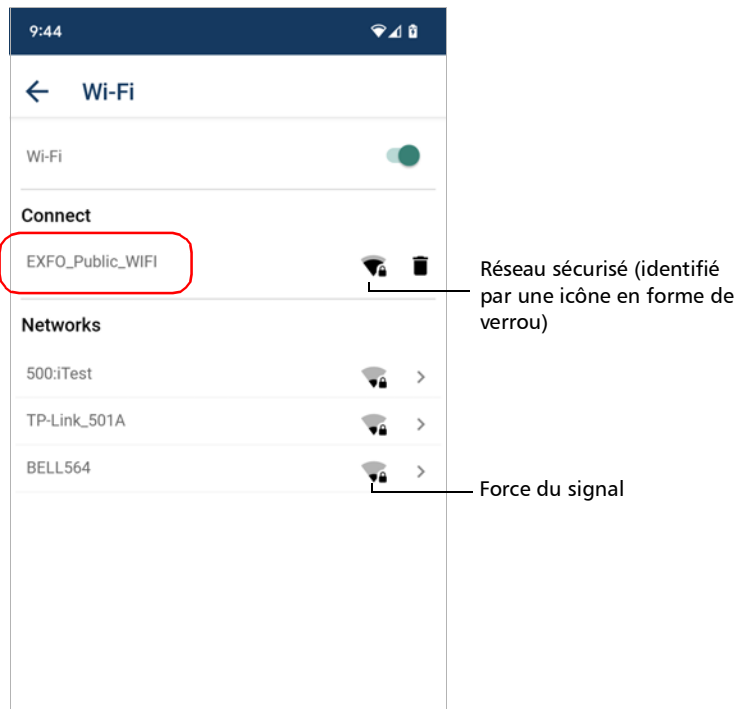 9:44
Wi-Fi
Wi-Fi
Connect
EXFO_Public_WIFI
Réseau sécurisé (identifié
par une icône en forme de
verrou)
Networks
500:iTest
TP-Link_501A
BELL564
Force du signal